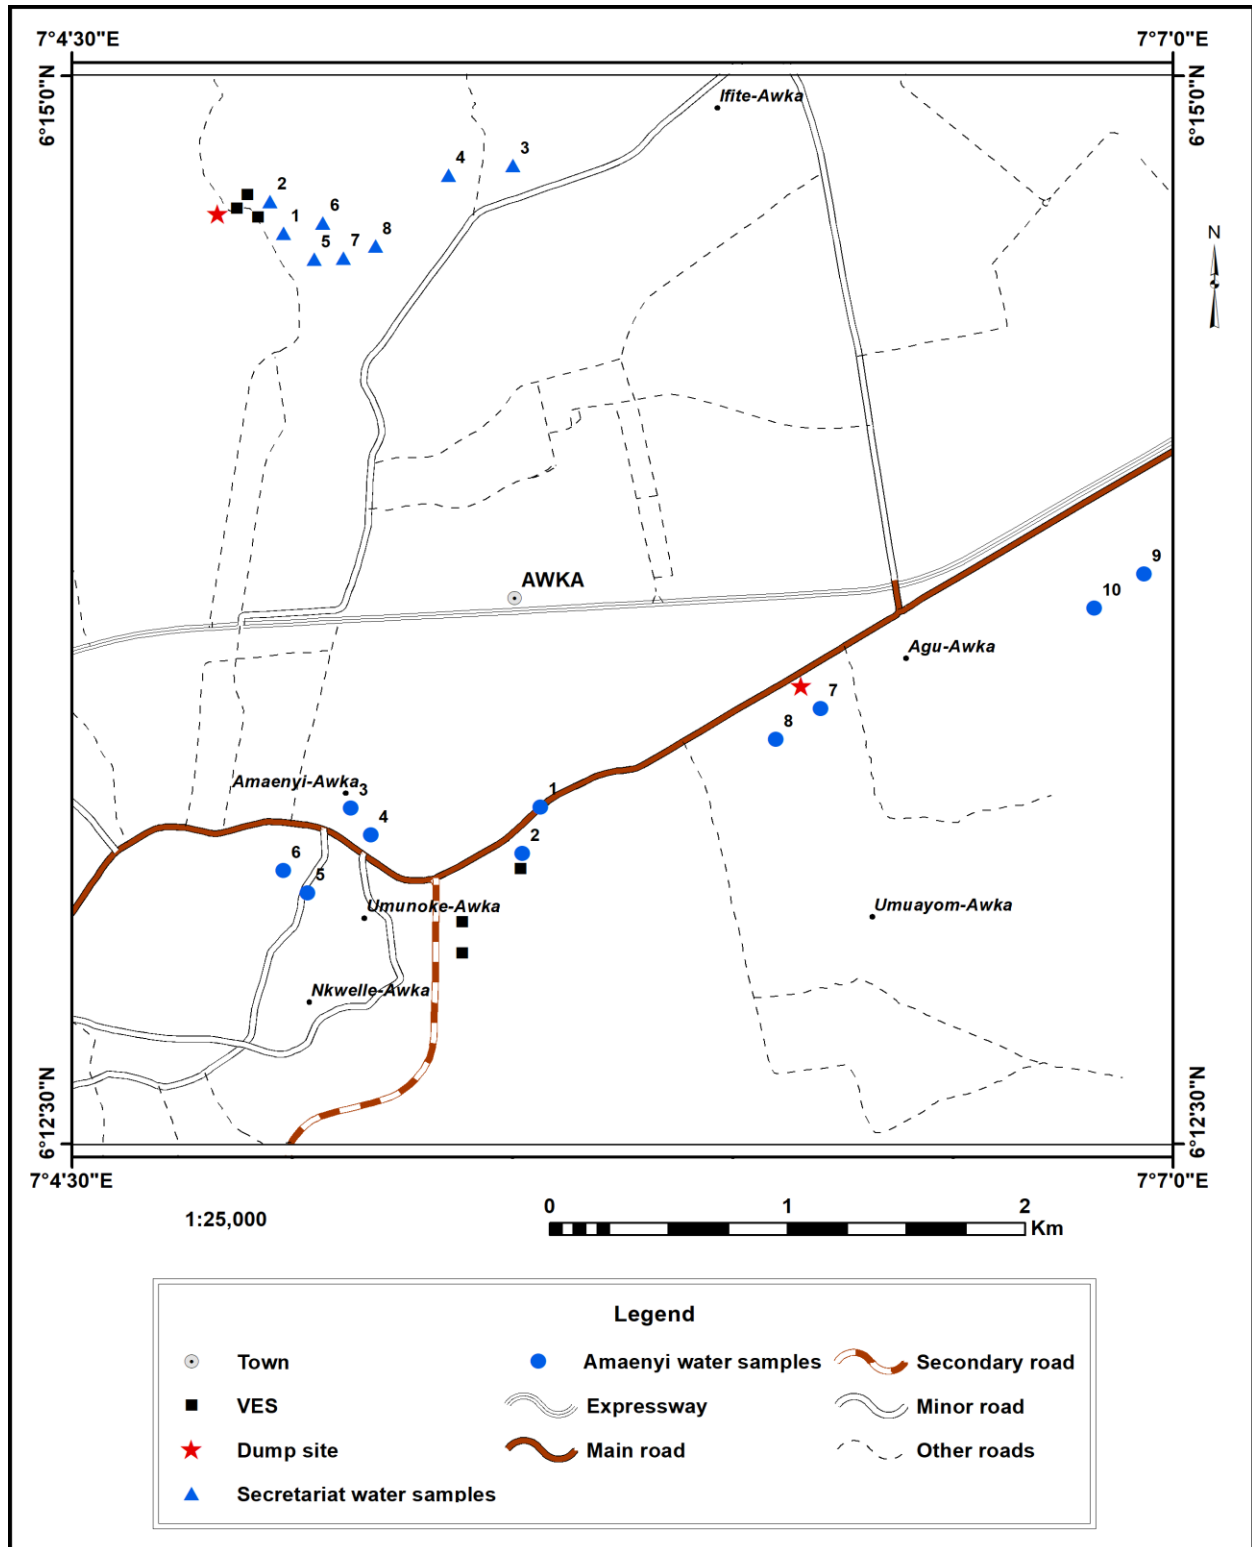 7°4'30"E
7°7'0"E
6°15'0"N
6°15'0"N
Ifite-Awka
3
4
2
6
1
8
5
7
N
AWKA
9
10
Agu-Awka
7
8
Amaenyi-Awka
3
1
4
2
6
5
Umunoke-Awka
Umuayom-Awka
Nkwelle-Awka
6°12'30"N
6°12'30"N
7°4'30"E
7°7'0"E
1:25,000
0
1
2
Km
Legend
Town
Amaenyi water samples
Secondary road
VES
Expressway
Minor road
Dump site
Main road
Other roads
Secretariat water samples